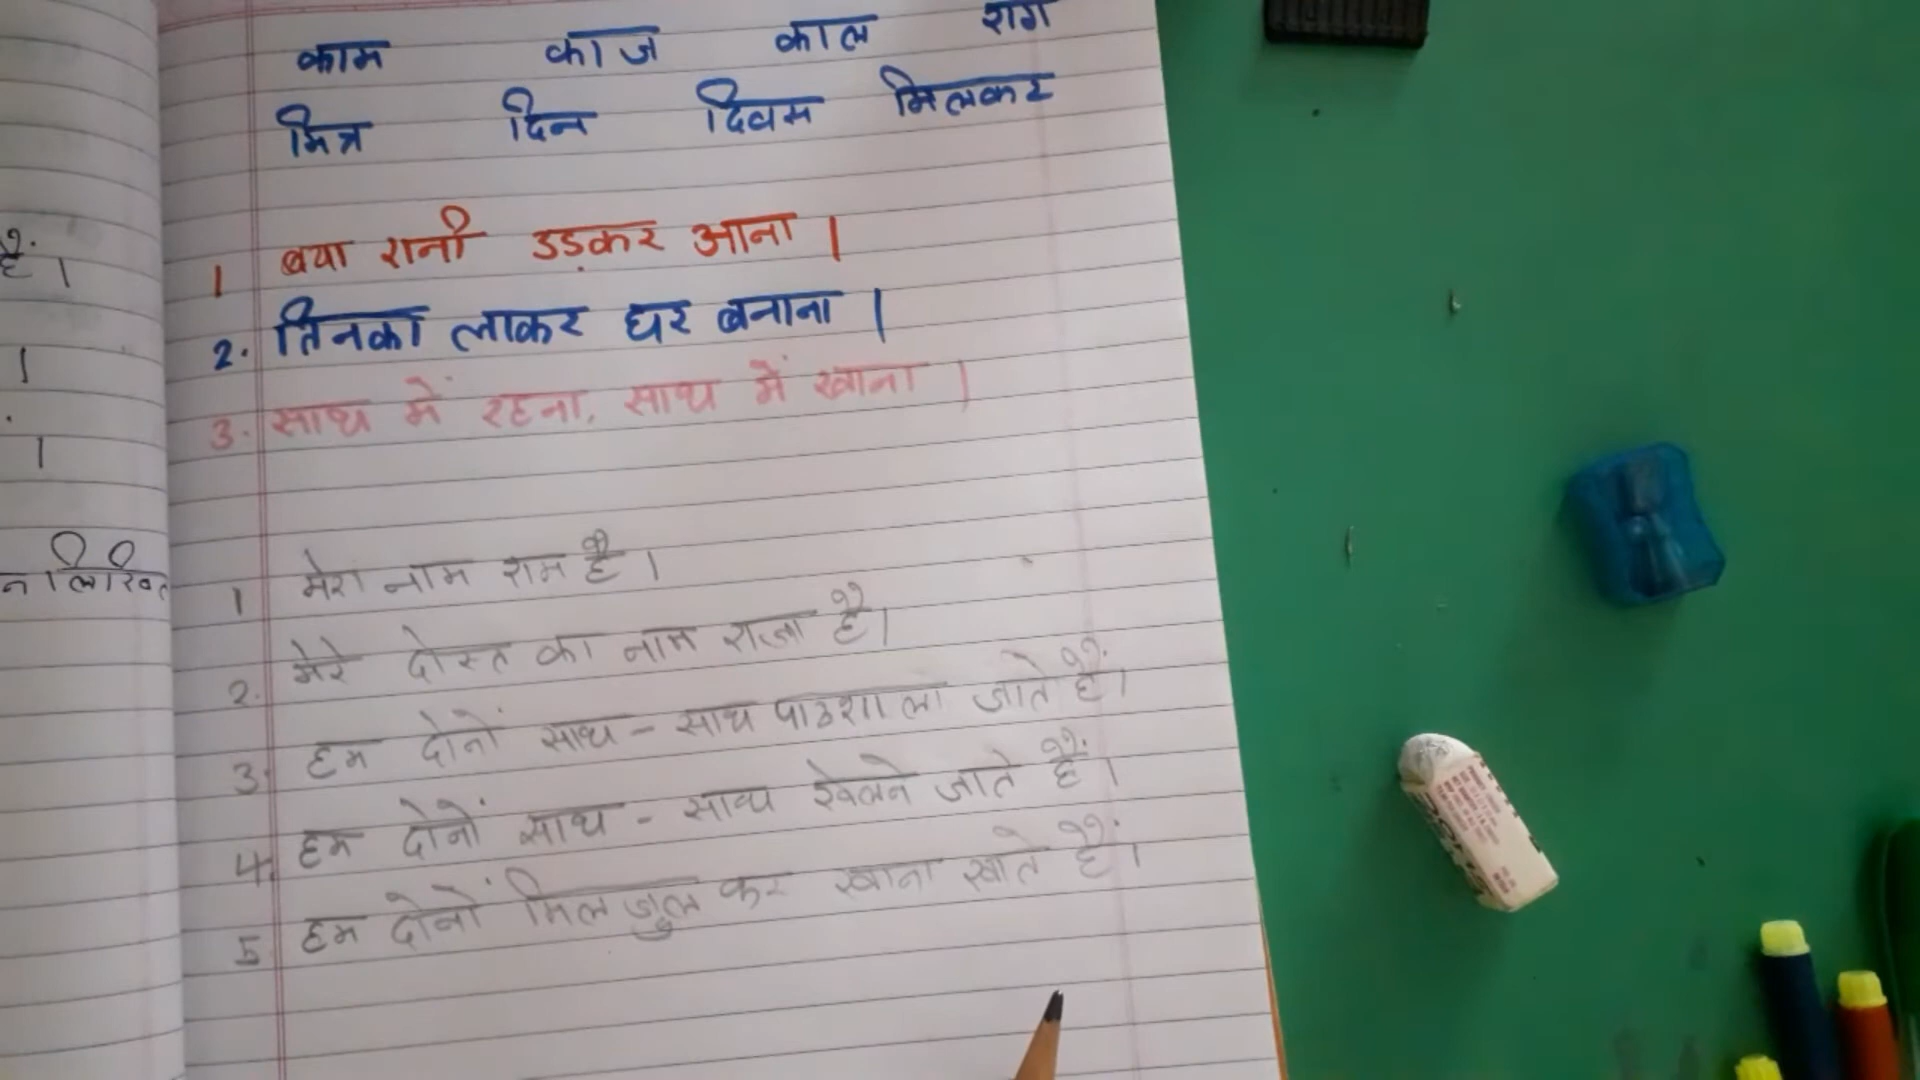 काम काज काल राग
मित्र दिन दिवस मिलकर
1 बया रानी उड़कर आना |
2. तिनका लाकर घर बनाना |
3. साथ में रहना, साथ में खाना |
है |
|
|
न लिखित
1 मेरा नाम राम है |
2. मेरे दोस्त का नाम राजा है |
3. हम दोनों साथ - साथ पाठशाला जाते हैं |
4. हम दोनों साथ - साथ खेलने जाते हैं |
5 हम दोनों मिलजुल कर खाना खाते हैं |